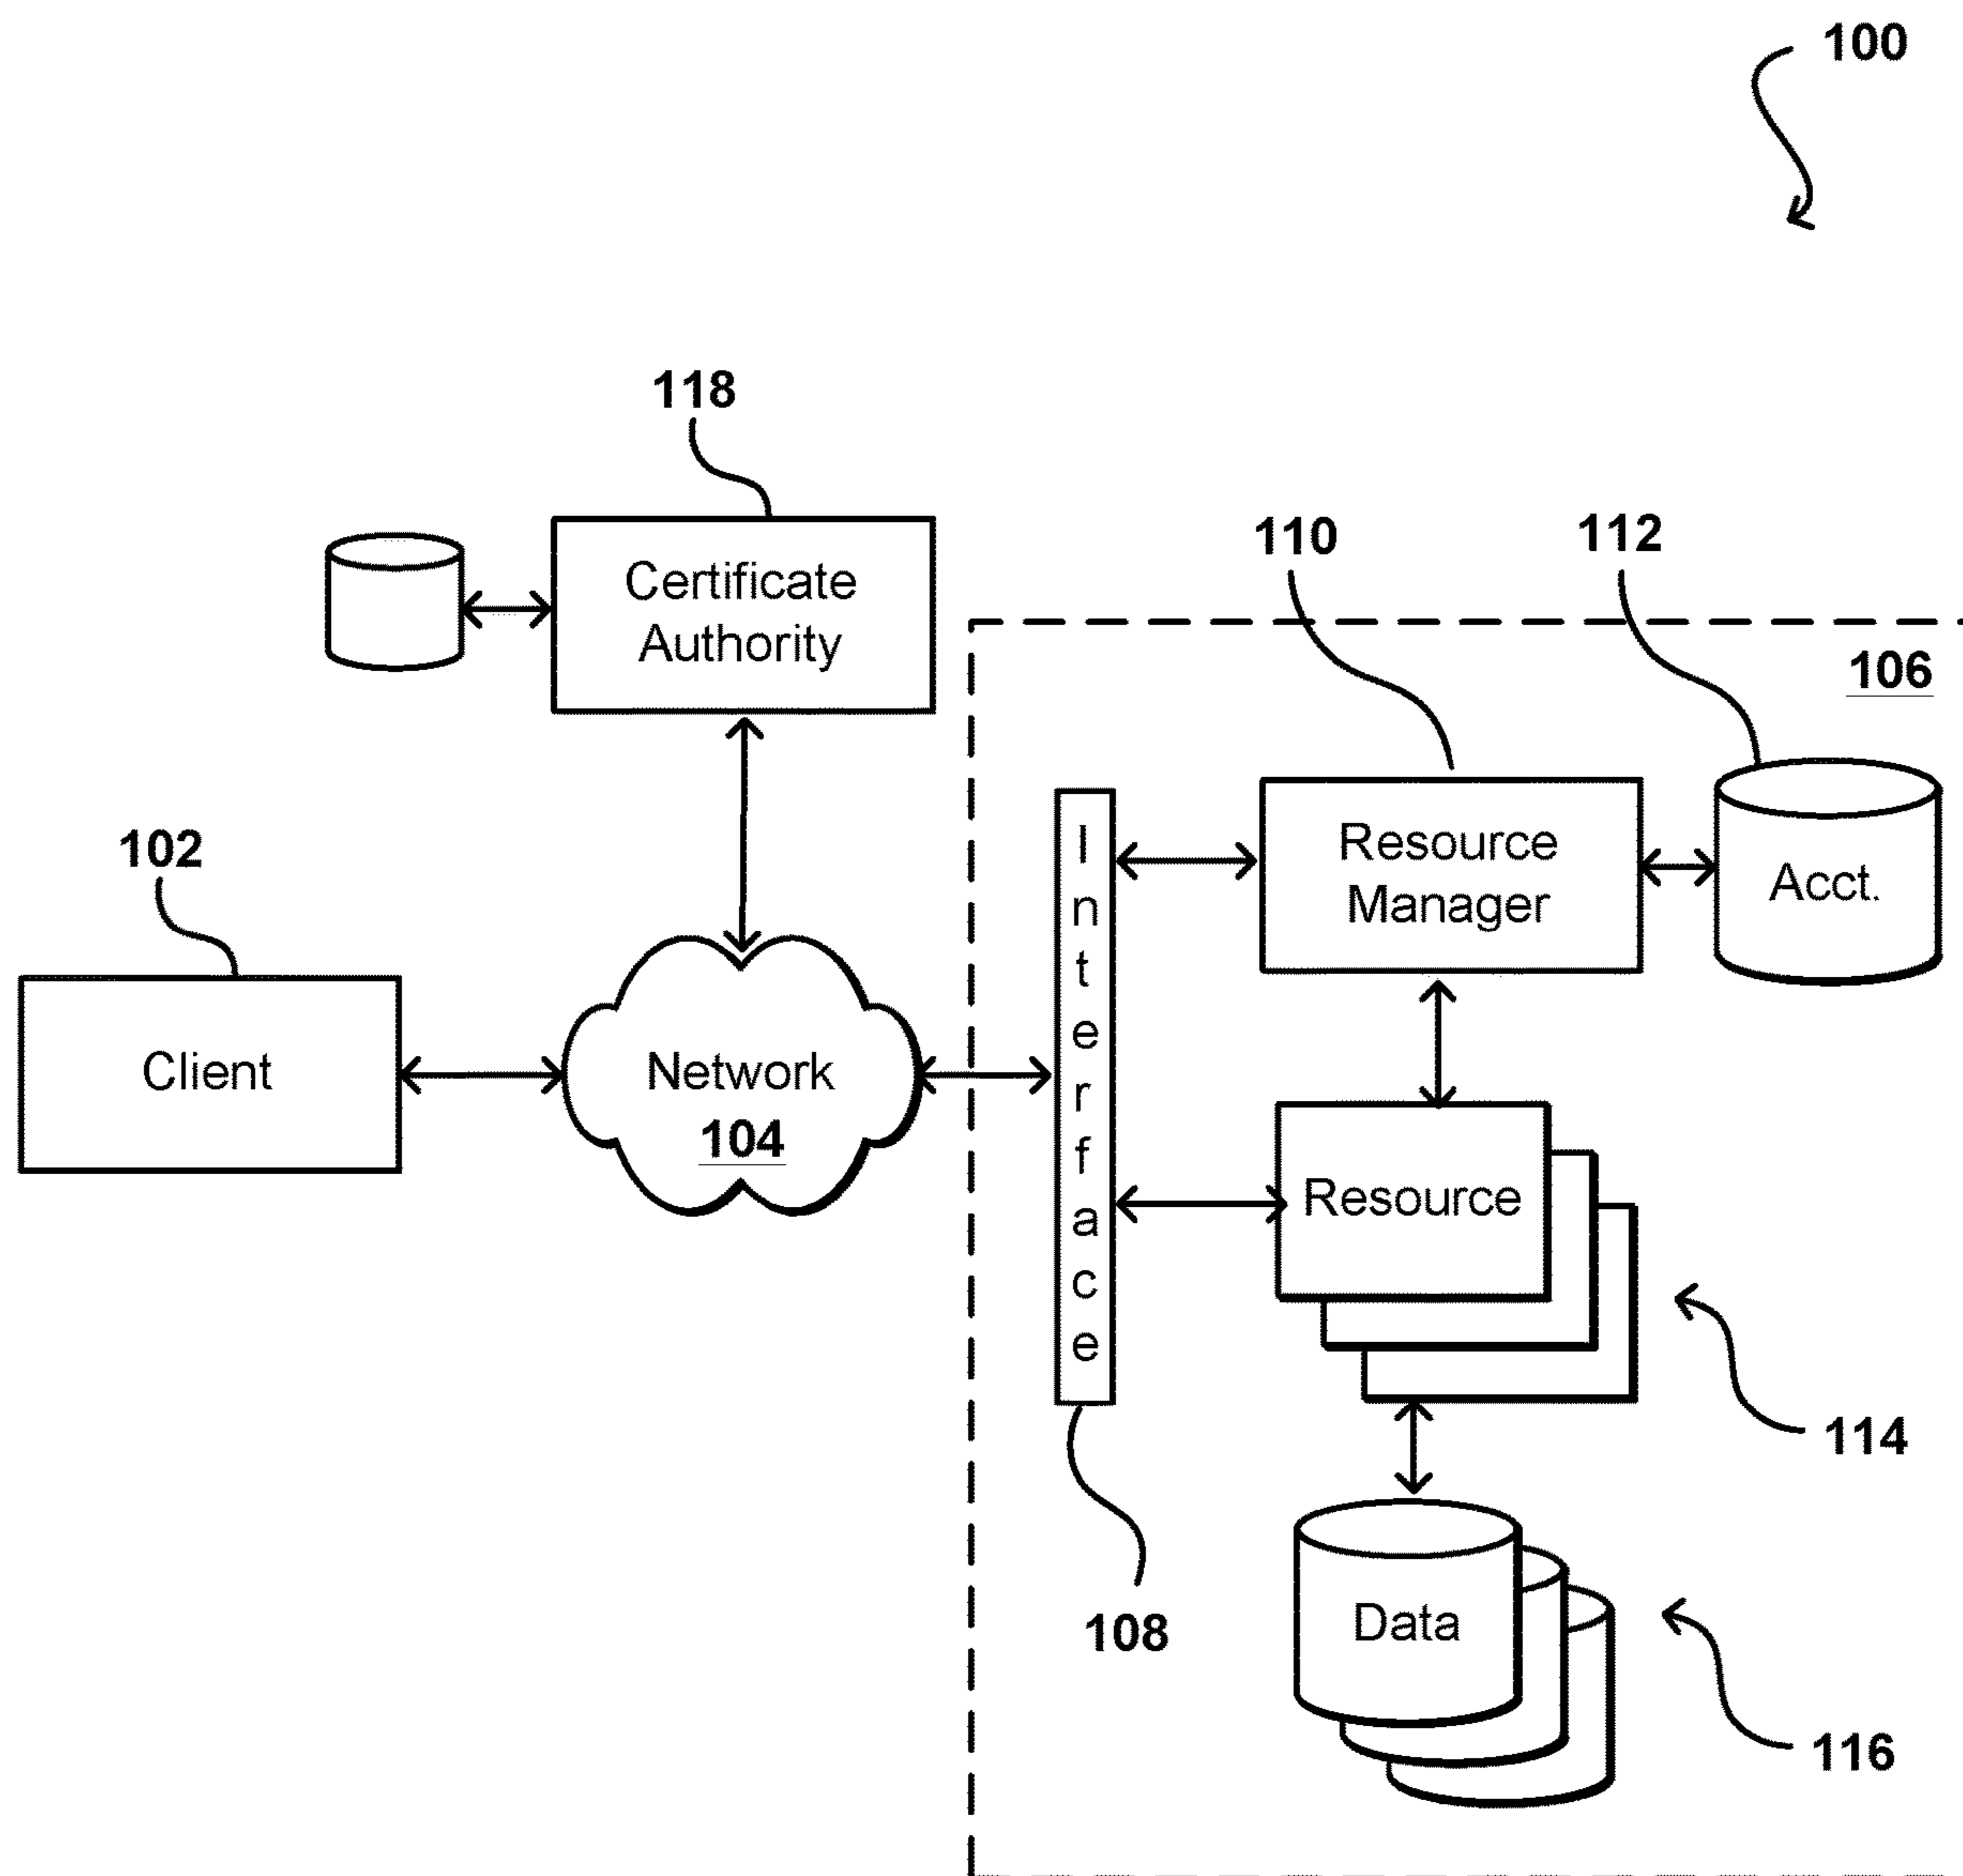 100
118
Certificate
Authority
110
112
106
102
Interface
Resource
Manager
Acct.
Client
Network
104
Resource
114
108
Data
116